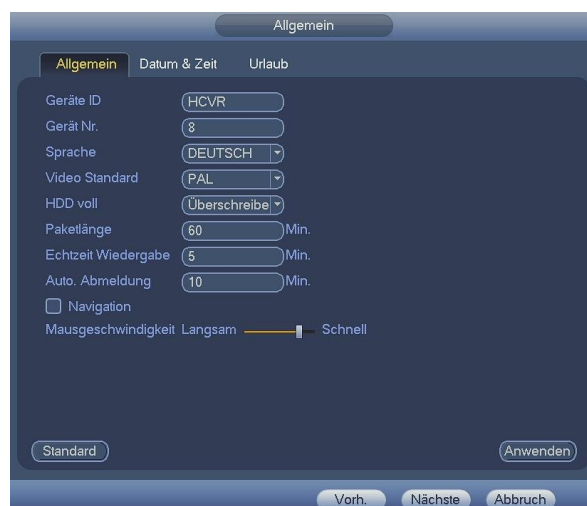 Allgemein
Allgemein Datum & Zeit Urlaub
Geräte ID HCVR
Gerät Nr. 8
Sprache DEUTSCH
Video Standard PAL
HDD voll Überschreibe
Paketlänge 60 Min.
Echtzeit Wiedergabe 5 Min.
Auto. Abmeldung 10 Min.
Navigation
Mausgeschwindigkeit Langsam Schnell
Standard Anwenden
Vorh. Nächste Abbruch